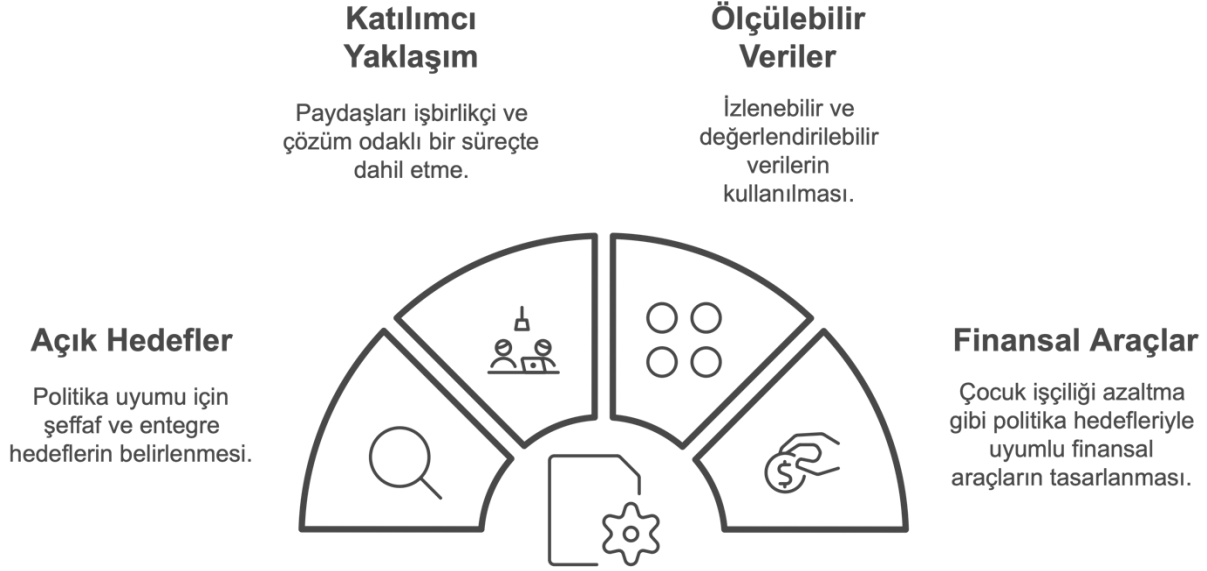 Katılımcı
Yaklaşım
Paydaşları işbirlikçi ve
çözüm odaklı bir süreçte
dahil etme.
Ölçülebilir
Veriler
İzlenebilir ve
değerlendirilebilir
verilerin
kullanılması.
Açık Hedefler
Politika uyumu için
şeffaf ve entegre
hedeflerin belirlenmesi.
Finansal Araçlar
Çocuk işçiliği azaltma
gibi politika hedefleriyle
uyumlu finansal
araçların tasarlanması.
$